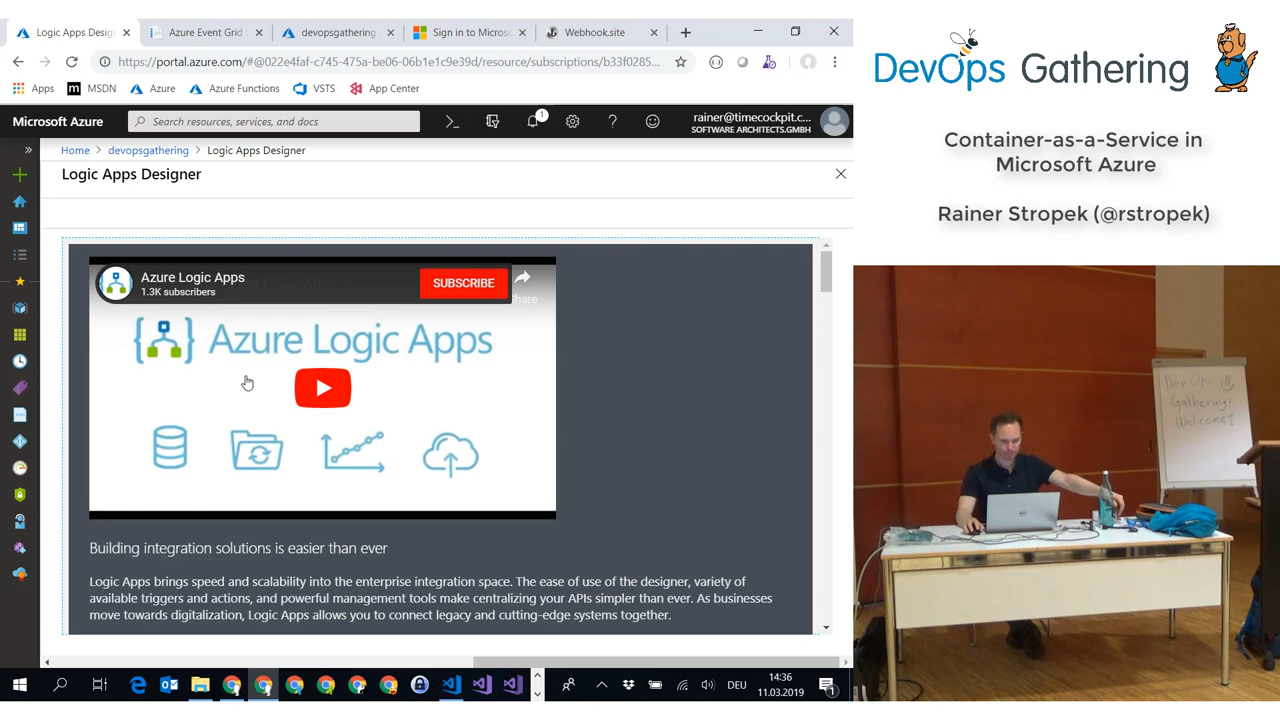 Logic Apps Desig
Azure Event Grid
devopsgathering
Sign in to Micros
Webhook.site
https://portal.azure.com/#@22e4faf-c745-475a-be06-06b1e1c9e39d/resource/subscriptions/b33f0285...
Apps
MSDN
Azure
Azure Functions
VSTS
App Center
Microsoft Azure
Search resources, services, and docs
1
rainer@timecockpit.c...
SOFTWARE ARCHITECTS.GMBH
Home > devopsgathering > Logic Apps Designer
Logic Apps Designer
Azure Logic Apps
1.3K subscribers
SUBSCRIBE
Share
Azure Logic Apps
Building integration solutions is easier than ever
Logic Apps brings speed and scalability into the enterprise integration space. The ease of use of the designer, variety of
available triggers and actions, and powerful management tools make centralizing your APIs simpler than ever. As businesses
move towards digitalization, Logic Apps allows you to connect legacy and cutting-edge systems together.
DEU
14:36
11.03.2019
1
DevOps Gathering
Container-as-a-Service in
Microsoft Azure
Rainer Stropek (@rstropek)
DevOps
Gathering!
Welcome!
DELL